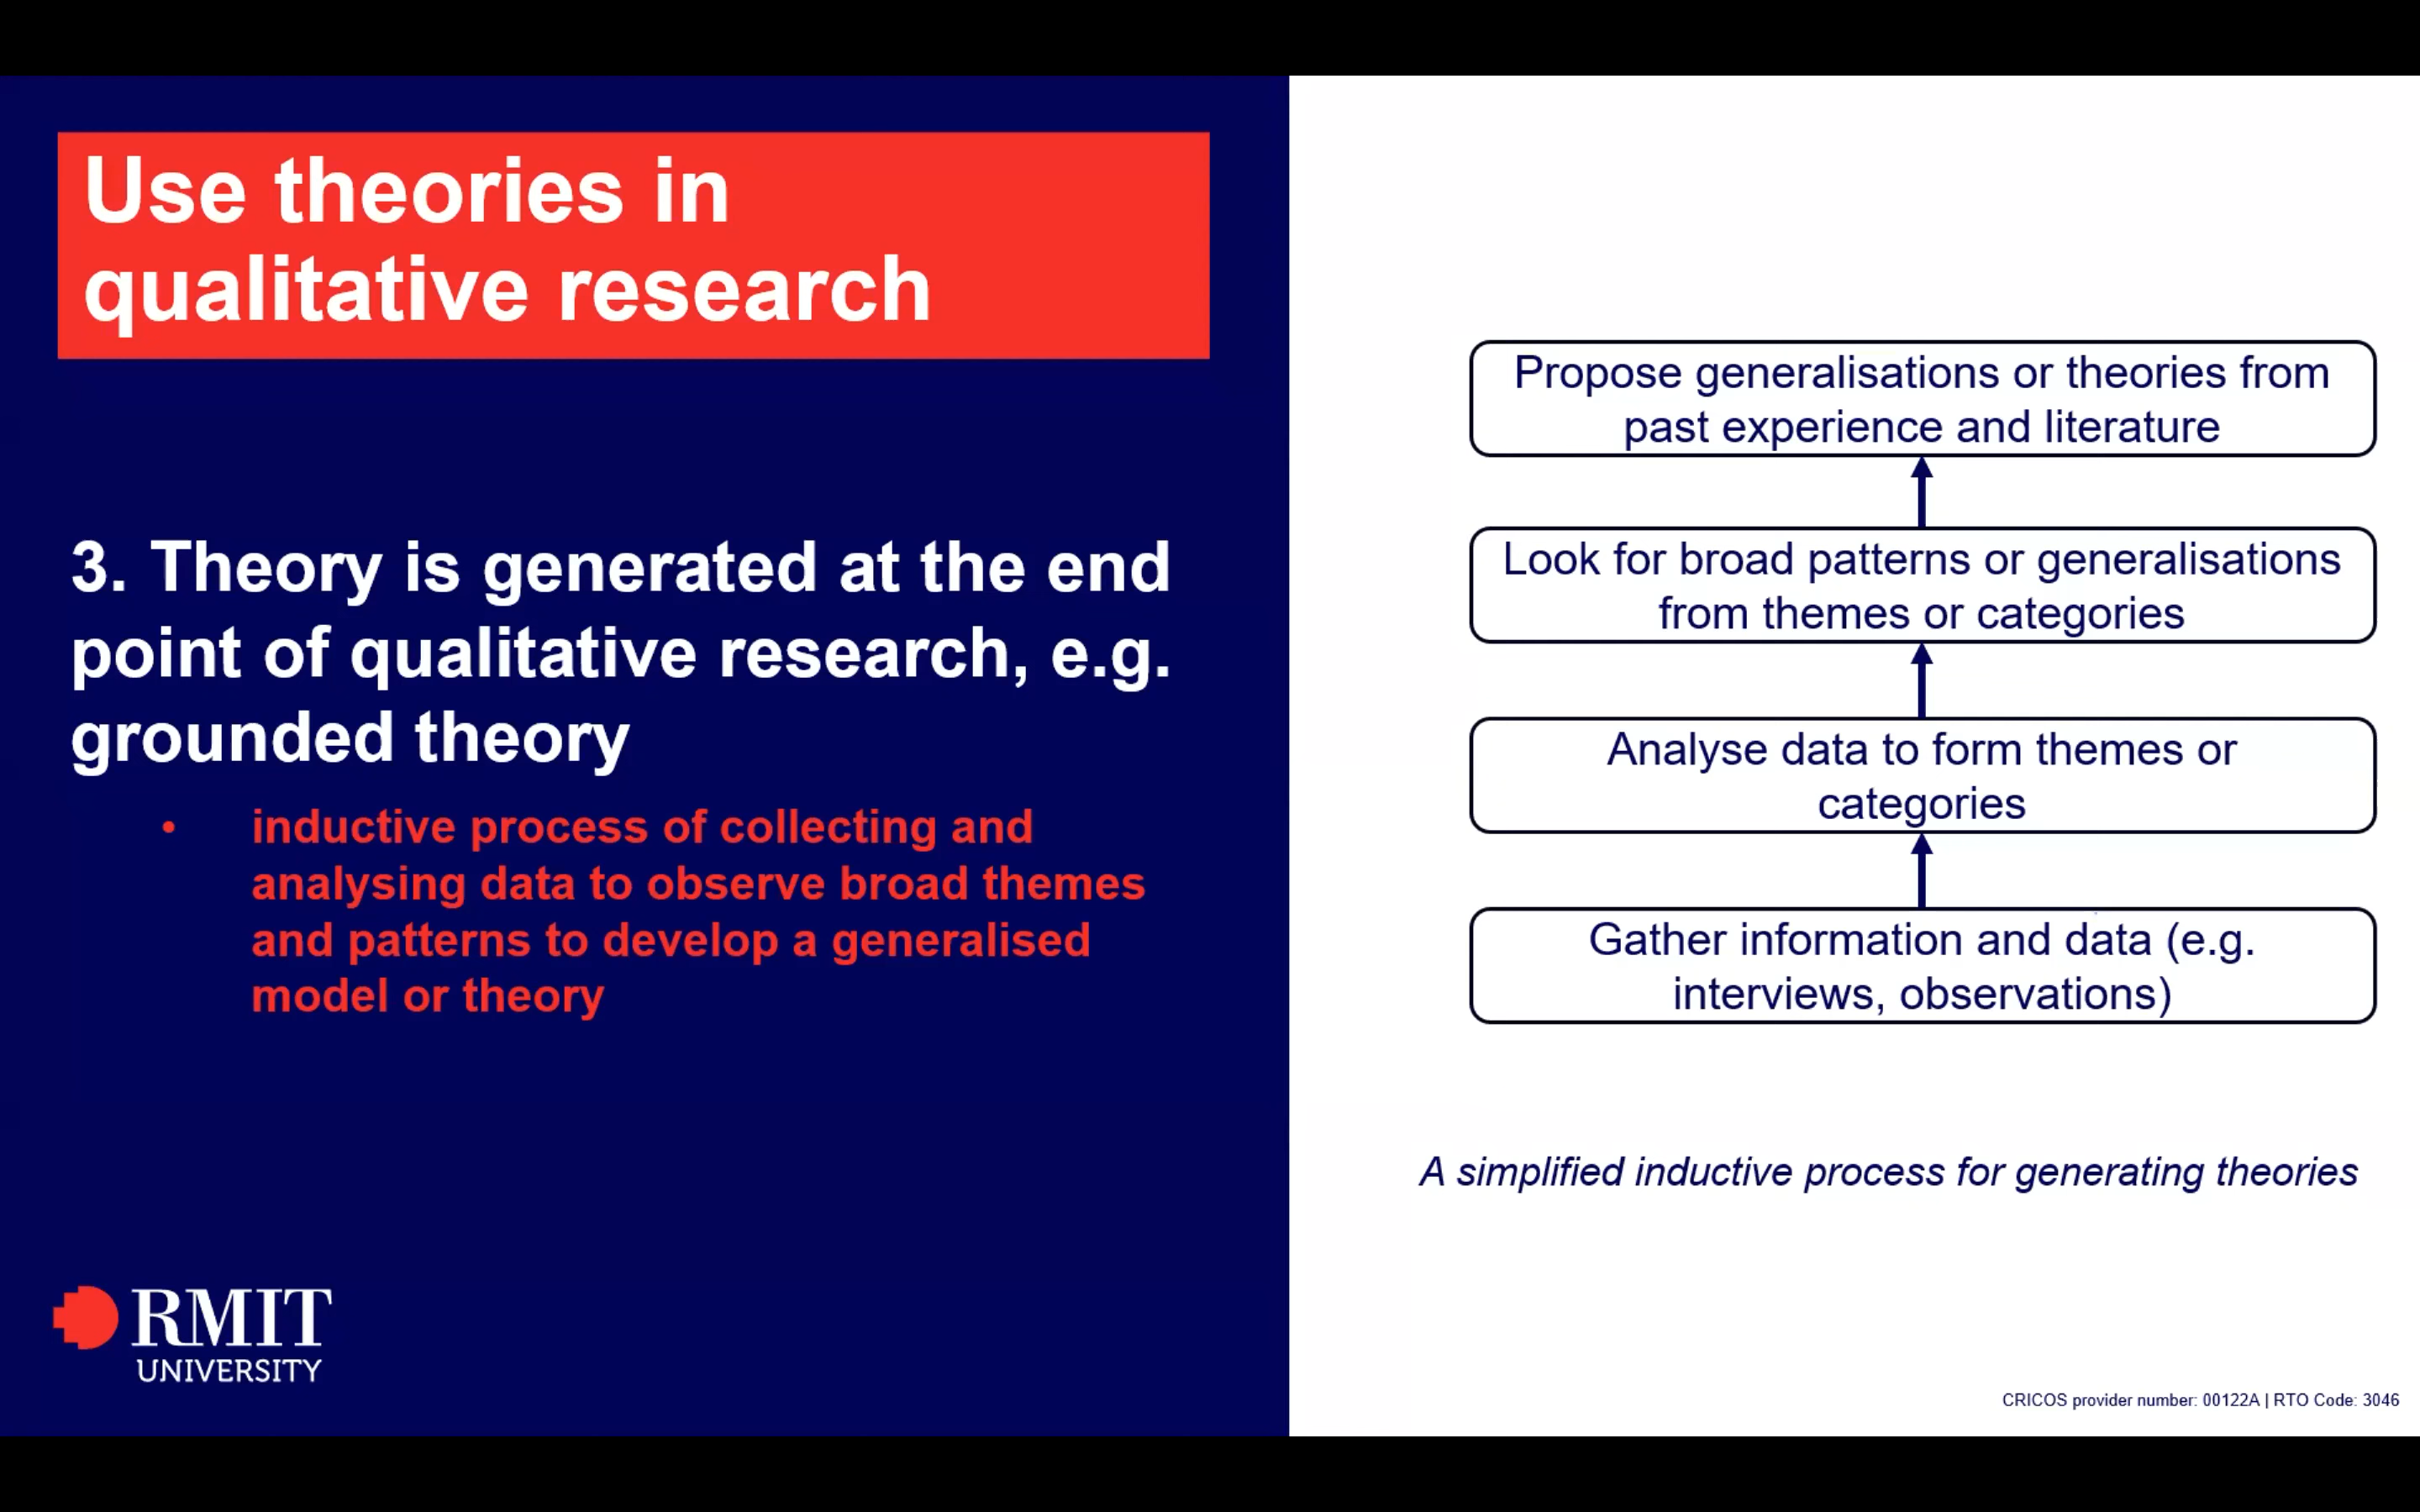 Use theories in
qualitative research
3. Theory is generated at the end
point of qualitative research, e.g.
grounded theory
• inductive process of collecting and
analysing data to observe broad themes
and patterns to develop a generalised
model or theory
RMIT
UNIVERSITY
Propose generalisations or theories from
past experience and literature
Look for broad patterns or generalisations
from themes or categories
Analyse data to form themes or
categories
Gather information and data (e.g.
interviews, observations)
A simplified inductive process for generating theories
CRICOS provider number: 00122A | RTO Code: 3046